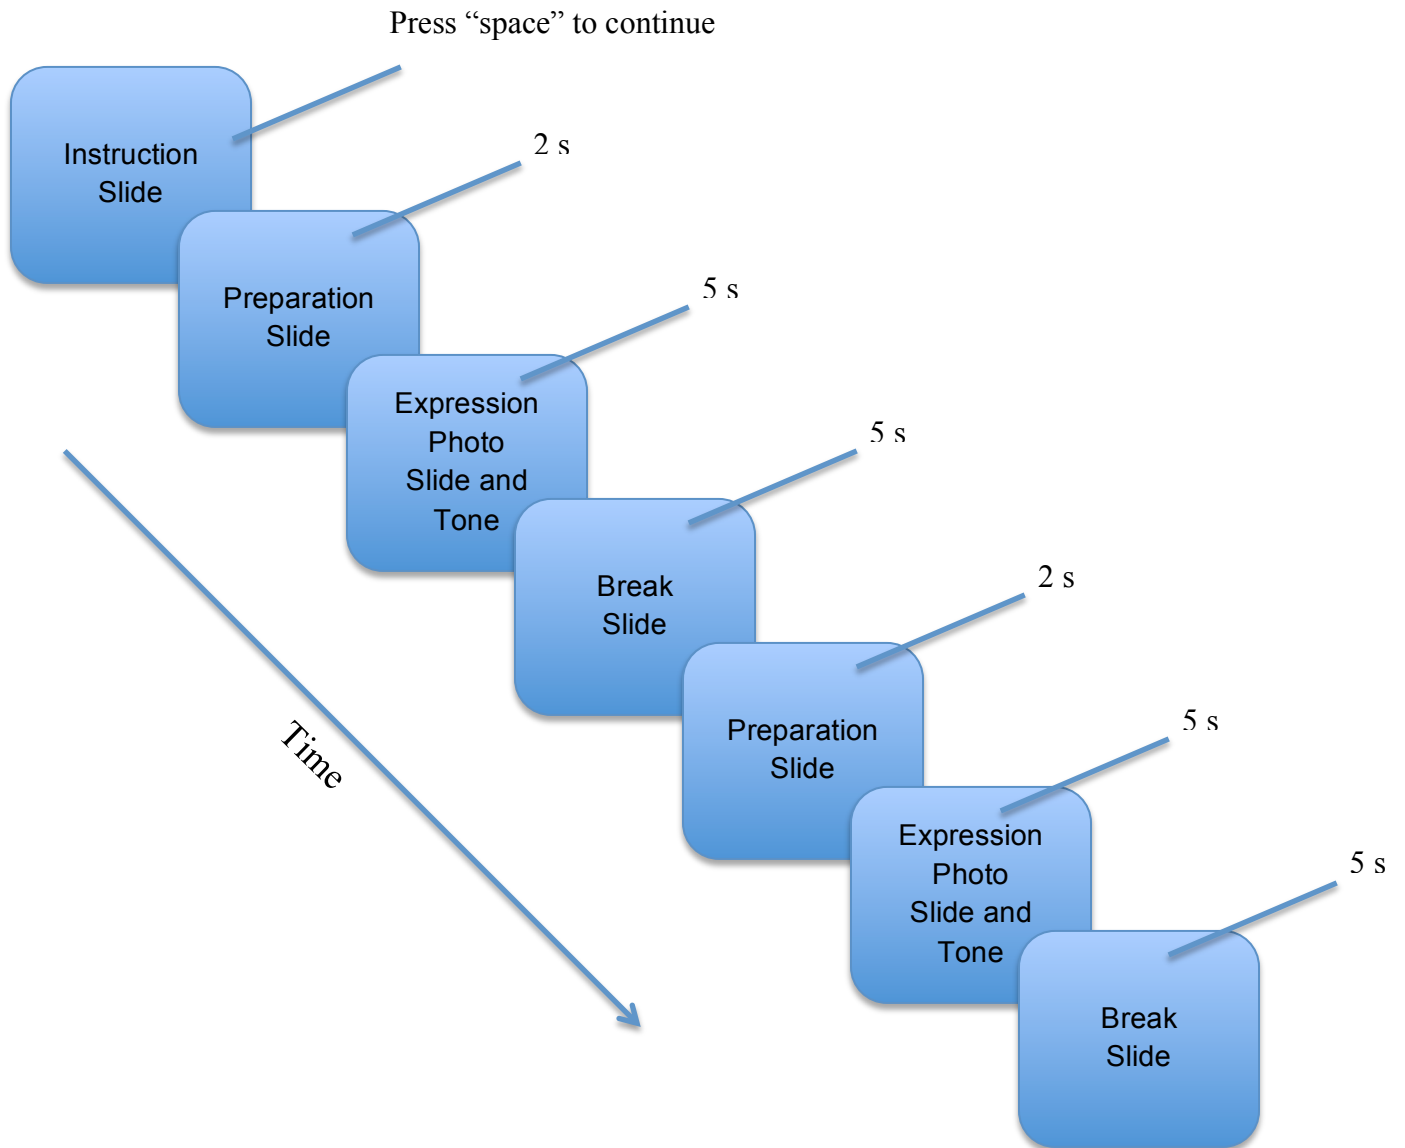 Press “space” to continue
Instruction
Slide
2 s
Preparation
Slide
5 s
Expression
Photo
Slide and
Tone
5 s
Break
Slide
2 s
Preparation
Slide
5 s
Expression
Photo
Slide and
Tone
5 s
Break
Slide
Time